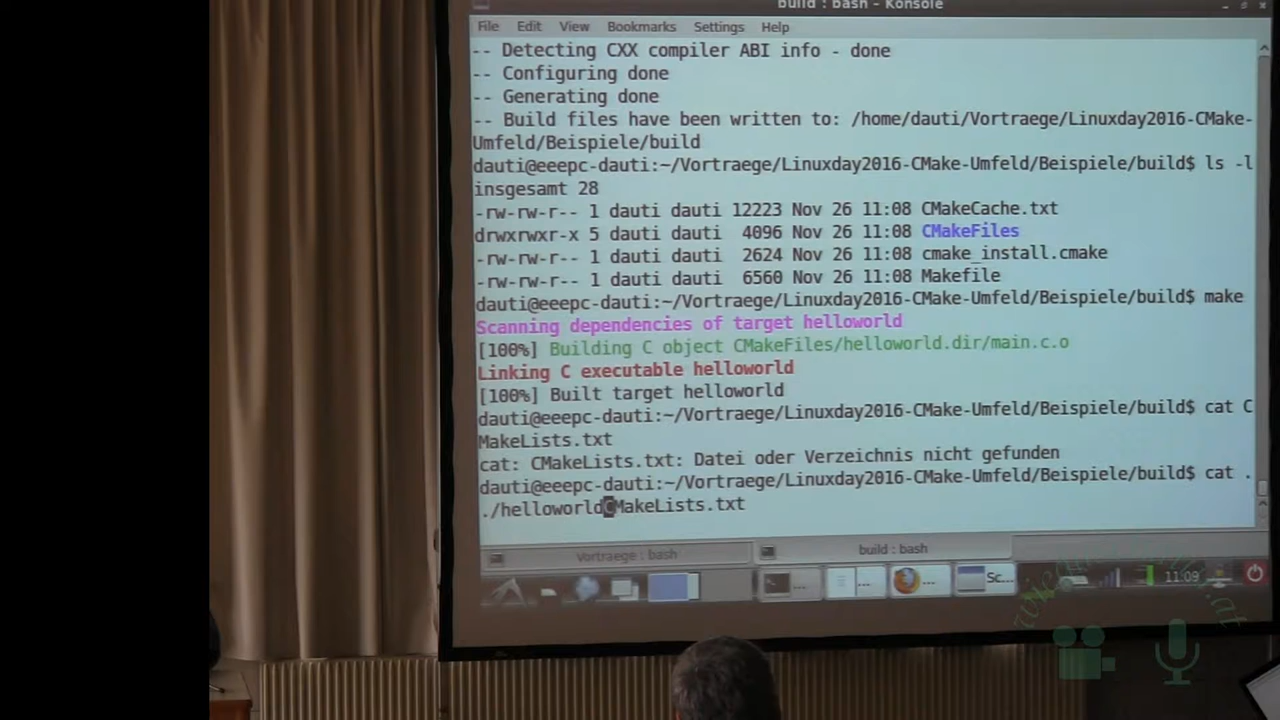 build : bash – Konsole
File Edit View Bookmarks Settings Help
-- Detecting CXX compiler ABI info - done
-- Configuring done
-- Generating done
-- Build files have been written to: /home/dauti/Vortraege/Linuxday2016-CMake-
Umfeld/Beispiele/build
dauti@eeepc-dauti:~/Vortraege/Linuxday2016-CMake-Umfeld/Beispiele/build$ ls -l
insgesamt 28
-rw-rw-r-- 1 dauti dauti 12223 Nov 26 11:08 CMakeCache.txt
drwxrwxr-x 5 dauti dauti 4096 Nov 26 11:08 CMakeFiles
-rw-rw-r-- 1 dauti dauti 2624 Nov 26 11:08 cmake_install.cmake
-rw-rw-r-- 1 dauti dauti 6560 Nov 26 11:08 Makefile
dauti@eeepc-dauti:~/Vortraege/Linuxday2016-CMake-Umfeld/Beispiele/build$ make
Scanning dependencies of target helloworld
[100%] Building C object CMakeFiles/helloworld.dir/main.c.o
Linking C executable helloworld
[100%] Built target helloworld
dauti@eeepc-dauti:~/Vortraege/Linuxday2016-CMake-Umfeld/Beispiele/build$ cat C
MakeLists.txt
cat: CMakeLists.txt: Datei oder Verzeichnis nicht gefunden
dauti@eeepc-dauti:~/Vortraege/Linuxday2016-CMake-Umfeld/Beispiele/build$ cat .
./helloworldCMakeLists.txt
Vortraege : bash
build : bash
... ... ... Sc... 11:09